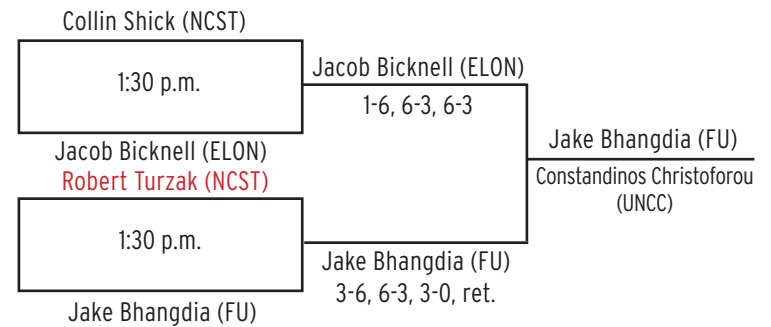 Collin Shick (NCST)
1:30 p.m.
Jacob Bicknell (ELON)
Jacob Bicknell (ELON)
1-6, 6-3, 6-3
Robert Turzak (NCST)
1:30 p.m.
Jake Bhangdia (FU)
Jake Bhangdia (FU)
3-6, 6-3, 3-0, ret.
Jake Bhangdia (FU)
Constandinos Christoforou
(UNCC)